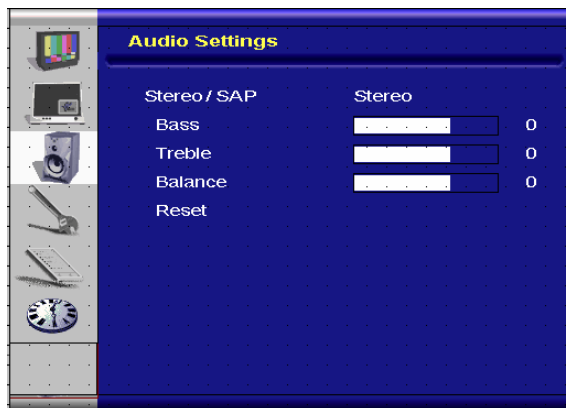 Audio Settings
Stereo / SAP Stereo
Bass 0
Treble 0
Balance 0
Reset